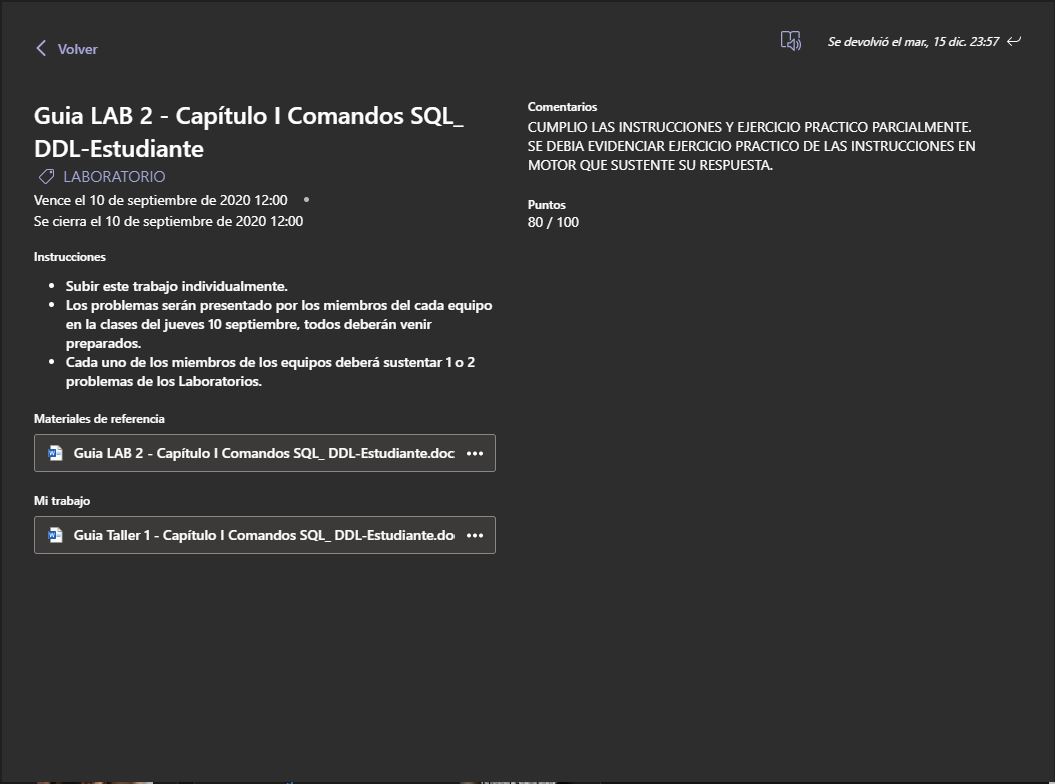 Volver
Se devolvió el mar., 15 dic. 23:57
Guia LAB 2 - Capítulo I Comandos SQL_
DDL-Estudiante
LABORATORIO
Vence el 10 de septiembre de 2020 12:00 •
Se cierra el 10 de septiembre de 2020 12:00
Instrucciones
• Subir este trabajo individualmente.
• Los problemas serán presentado por los miembros del cada equipo
en la clases del jueves 10 septiembre, todos deberán venir
preparados.
• Cada uno de los miembros de los equipos deberá sustentar 1 o 2
problemas de los Laboratorios.
Materiales de referencia
Guia LAB 2 - Capítulo I Comandos SQL_ DDL-Estudiante.doc
Mi trabajo
Guia Taller 1 - Capítulo I Comandos SQL_ DDL-Estudiante.do
Comentarios
CUMPLIO LAS INSTRUCCIONES Y EJERCICIO PRACTICO PARCIALMENTE.
SE DEBIA EVIDENCIAR EJERCICIO PRACTICO DE LAS INSTRUCCIONES EN
MOTOR QUE SUSTENTE SU RESPUESTA.
Puntos
80 / 100